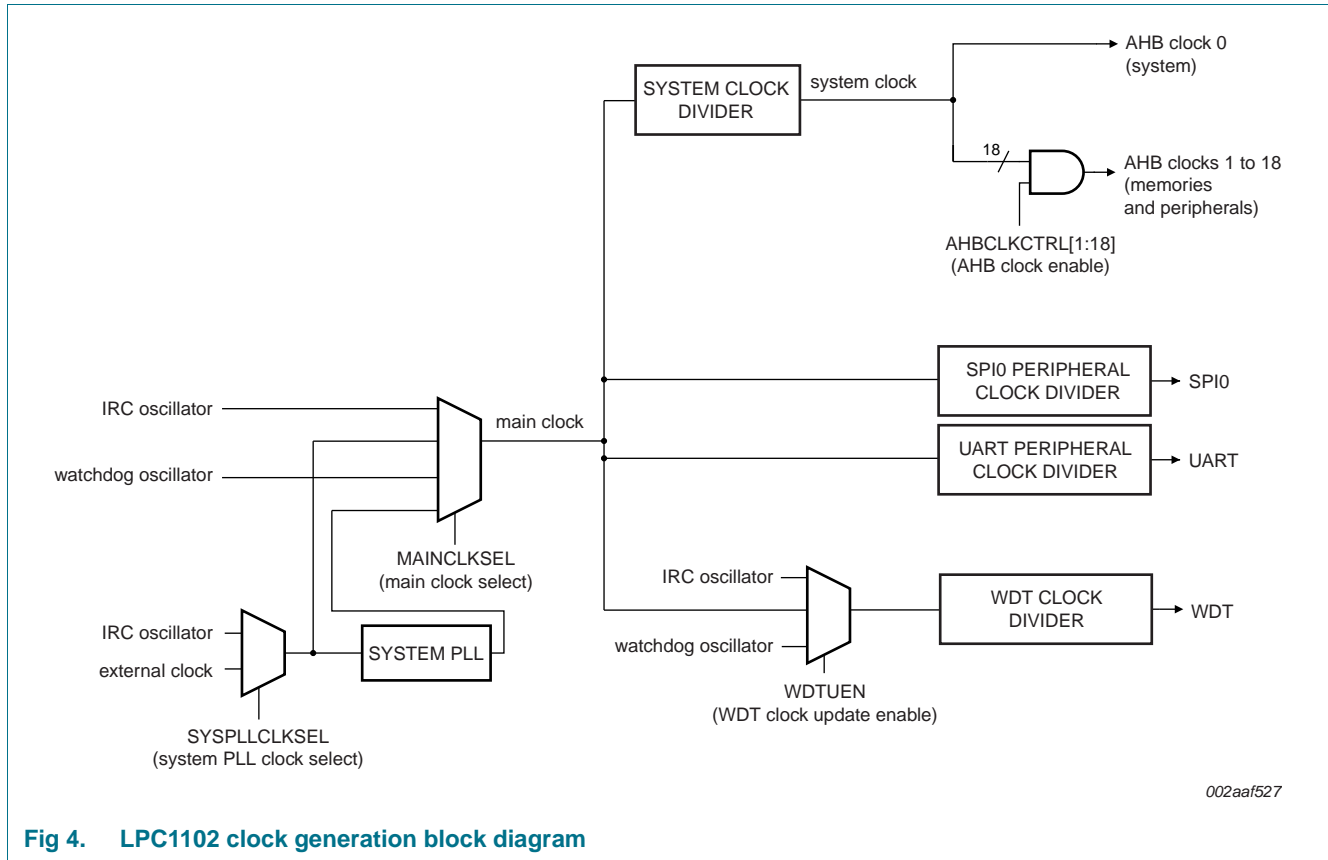 AHB clock 0
(system)
SYSTEM CLOCK
DIVIDER
system clock
18
AHB clocks 1 to 18
(memories
and peripherals)
AHBCLKCTRL[1:18]
(AHB clock enable)
SPI0 PERIPHERAL
CLOCK DIVIDER
SPI0
IRC oscillator
main clock
UART PERIPHERAL
CLOCK DIVIDER
UART
watchdog oscillator
MAINCLKSEL
(main clock select)
IRC oscillator
WDT CLOCK
DIVIDER
WDT
IRC oscillator
SYSTEM PLL
watchdog oscillator
external clock
WDTUEN
(WDT clock update enable)
SYSPLLCLKSEL
(system PLL clock select)
002aaf527
Fig 4. LPC1102 clock generation block diagram